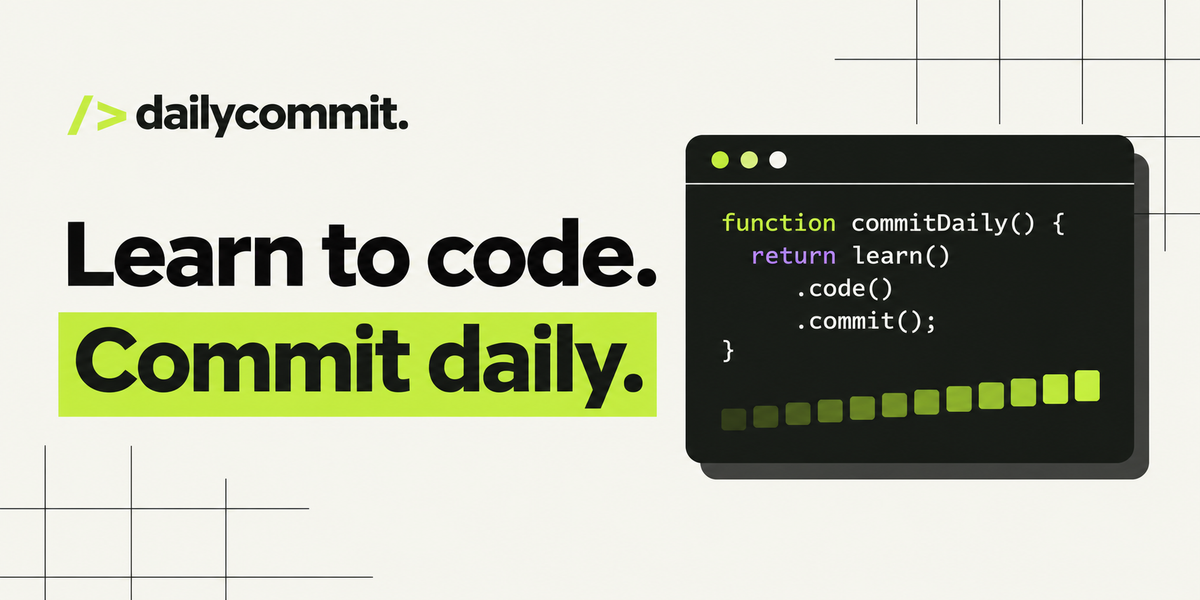 /> dailycommit.
Learn to code.
Commit daily.
function commitDaily() {
  return learn()
     .code()
     .commit();
}